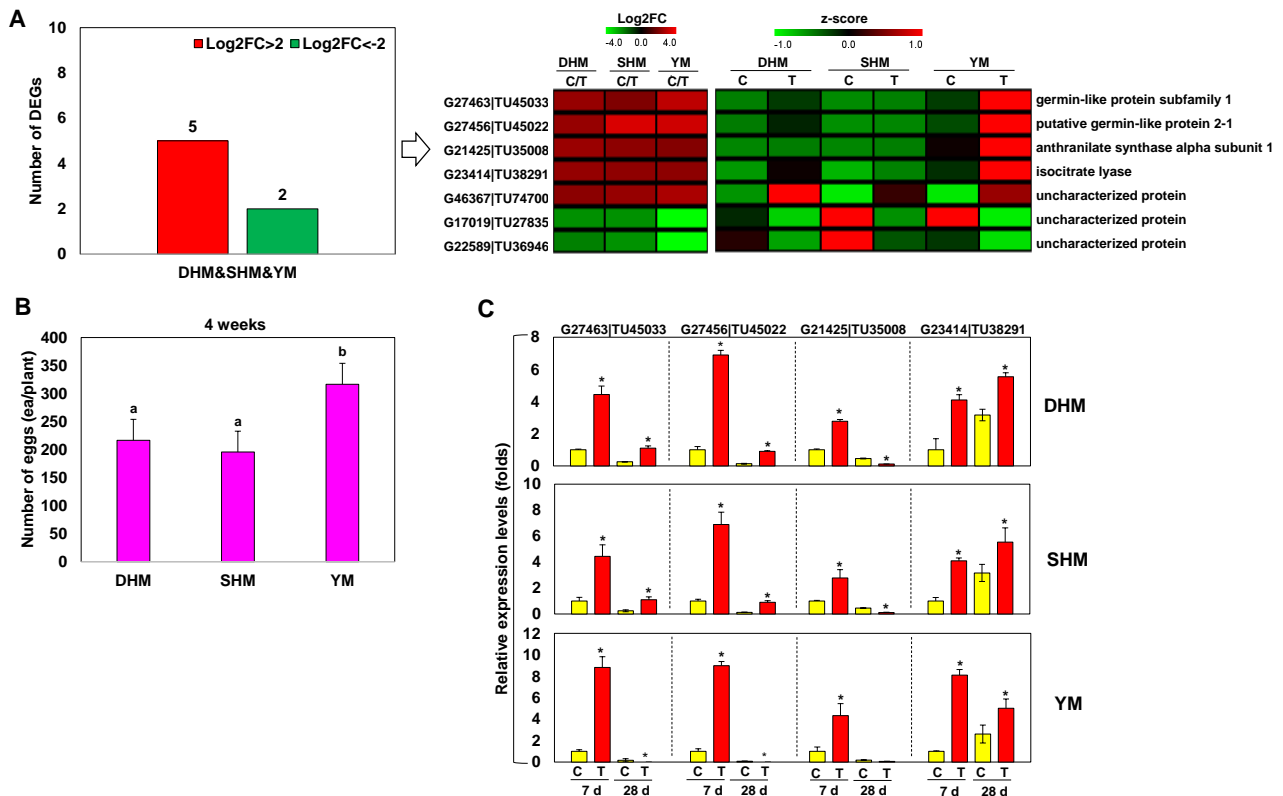 A
Number of DEGs
10
8
6
4
2
0
Log2FC>2 Log2FC<-2
5
2
DHM&SHM&YM
Log2FC
-4.0 0.0 4.0
z-score
-1.0 0.0 1.0
DHM SHM YM
C/T C/T C/T
DHM SHM YM
C T C T C T
G27463|TU45033 germin-like protein subfamily 1
G27456|TU45022 putative germin-like protein 2-1
G21425|TU35008 anthranilate synthase alpha subunit 1
G23414|TU38291 isocitrate lyase
G46367|TU74700 uncharacterized protein
G17019|TU27835 uncharacterized protein
G22589|TU36946 uncharacterized protein
B
4 weeks
Number of eggs (ea/plant)
400
350
300
250
200
150
100
50
0
a a b
DHM SHM YM
C
G27463|TU45033 G27456|TU45022 G21425|TU35008 G23414|TU38291
Relative expression levels (folds)
8
6
4
2
0
* * * * * * * *
DHM
10
8
6
4
2
0
* * * * * * * *
SHM
12
10
8
6
4
2
0
* * * * * * *
YM
C T C T C T C T C T C T C T C T
7 d 28 d 7 d 28 d 7 d 28 d 7 d 28 d